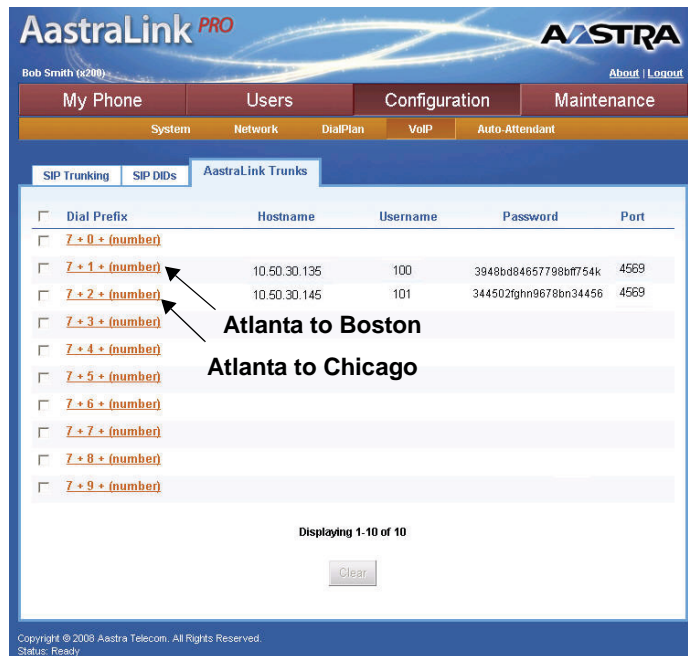 AastraLink PRO
AASTRA
Bob Smith (x200)
About | Logout
My Phone Users Configuration Maintenance
System Network DialPlan VoIP Auto-Attendant
SIP Trunking SIP DIDs AastraLink Trunks
Dial Prefix Hostname Username Password Port
7 + 0 + (number)
7 + 1 + (number) 10.50.30.135 100 3948bd84657798bff754k 4569
7 + 2 + (number) 10.50.30.145 101 344502fghn9678bn34456 4569
7 + 3 + (number)
Atlanta to Boston
7 + 4 + (number)
Atlanta to Chicago
7 + 5 + (number)
7 + 6 + (number)
7 + 7 + (number)
7 + 8 + (number)
7 + 9 + (number)
Displaying 1-10 of 10
Clear
Copyright © 2008 Aastra Telecom. All Rights Reserved.
Status: Ready